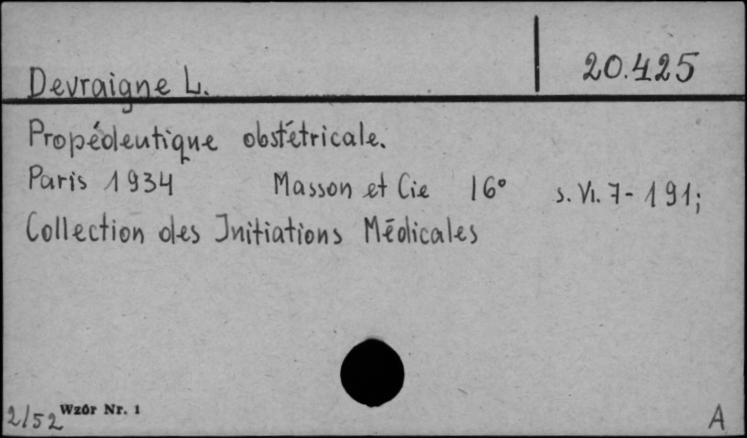 Devraigne L.
20.425
Propédeutique obstétricale.
Paris 1934 Masson et Cie 16° s. VI. 7-191;
Collection des Initiations Médicales
2/52 Wzór Nr. 1
A